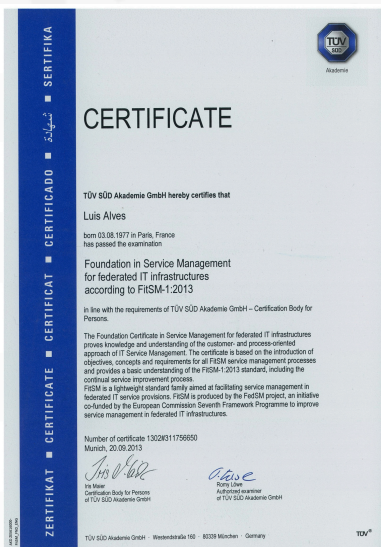 TÜV
SÜD
Akademie
ZERTIFIKAT ■ CERTIFICATE ■ CERTIFICAT ■ CERTIFICADO ■ شهادة ■ SERTIFIKA
CERTIFICATE
TÜV SÜD Akademie GmbH hereby certifies that
Luis Alves
born 03.08.1977 in Paris, France
has passed the examination
Foundation in Service Management
for federated IT infrastructures
according to FitSM-1:2013
in line with the requirements of TÜV SÜD Akademie GmbH – Certification Body for
Persons.
The Foundation Certificate in Service Management for federated IT infrastructures
proves knowledge and understanding of the customer- and process-oriented
approach of IT Service Management. The certificate is based on the introduction of
objectives, concepts and requirements for all FitSM service management processes
and provides a basic understanding of the FitSM-1:2013 standard, including the
continual service improvement process.
FitSM is a lightweight standard family aimed at facilitating service management in
federated IT service provisions. FitSM is produced by the FedSM project, an initiative
co-funded by the European Commission Seventh Framework Programme to improve
service management in federated IT infrastructures.
Number of certificate 1302#311756650
Munich, 20.09.2013
Iris Maier
Certification Body for Persons
of TÜV SÜD Akademie GmbH
Romy Löwe
Authorized examiner
of TÜV SÜD Akademie GmbH
TÜV SÜD Akademie GmbH · Westendstraße 160 · 80339 München · Germany
TÜV®